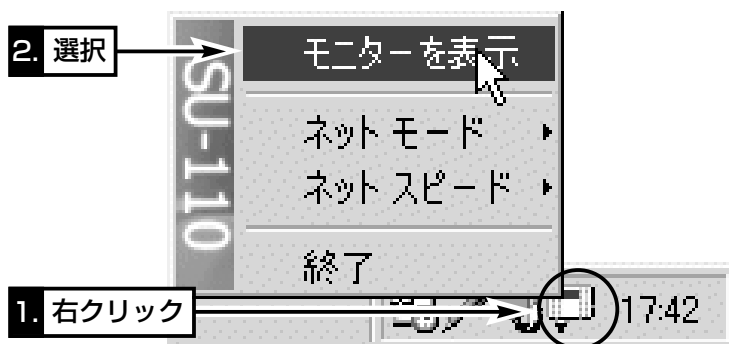 2. 選択
モニターを表示
ネット モード
ネット スピード
終了
SU-110
1. 右クリック
17:42